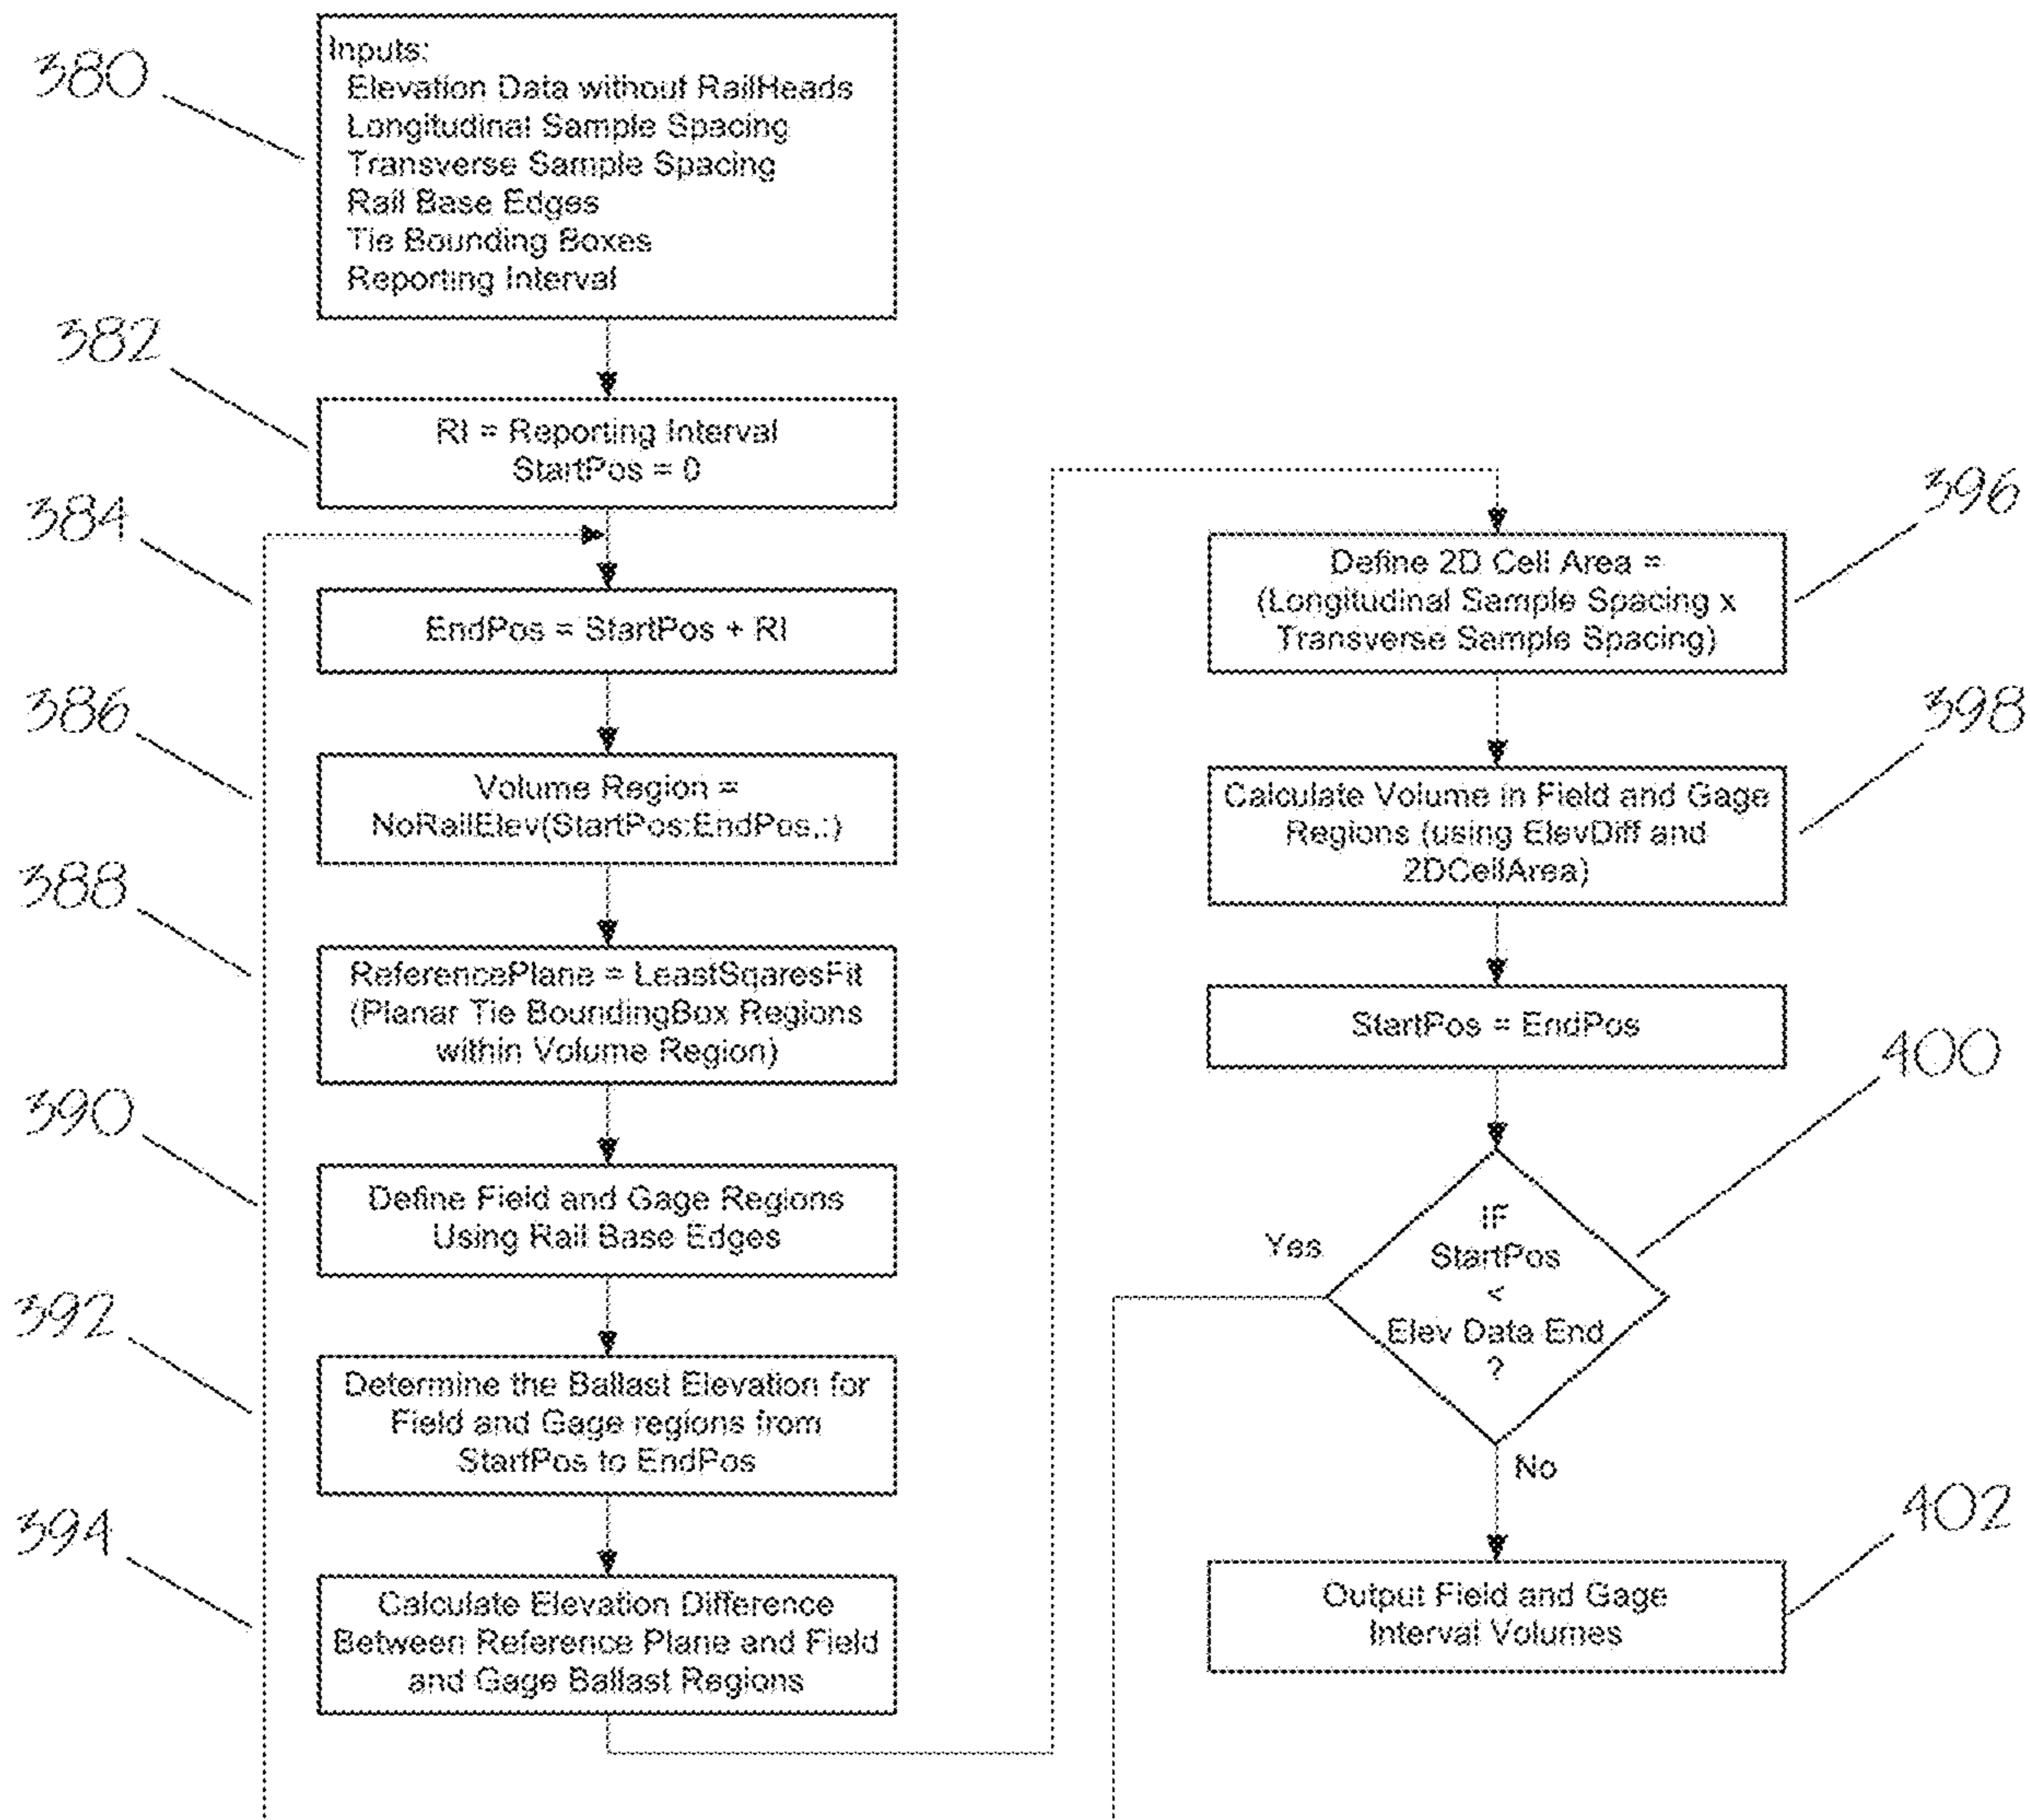 380
Inputs:
Elevation Data without RailHeads
Longitudinal Sample Spacing
Transverse Sample Spacing
Rail Base Edges
Tie Bounding Boxes
Reporting Interval
382
RI = Reporting Interval
StartPos = 0
384
EndPos = StartPos + RI
386
Volume Region =
NoRailElev(StartPos:EndPos,:)
388
ReferencePlane = LeastSqaresFit
(Planar Tie BoundingBox Regions
within Volume Region)
390
Define Field and Gage Regions
Using Rail Base Edges
392
Determine the Ballast Elevation for
Field and Gage regions from
StartPos to EndPos
394
Calculate Elevation Difference
Between Reference Plane and Field
and Gage Ballast Regions
396
Define 2D Cell Area =
(Longitudinal Sample Spacing x
Transverse Sample Spacing)
398
Calculate Volume in Field and Gage
Regions (using ElevDiff and
2DCellArea)
StartPos = EndPos
400
IF
StartPos
<
Elev Data End
?
Yes
No
402
Output Field and Gage
Interval Volumes